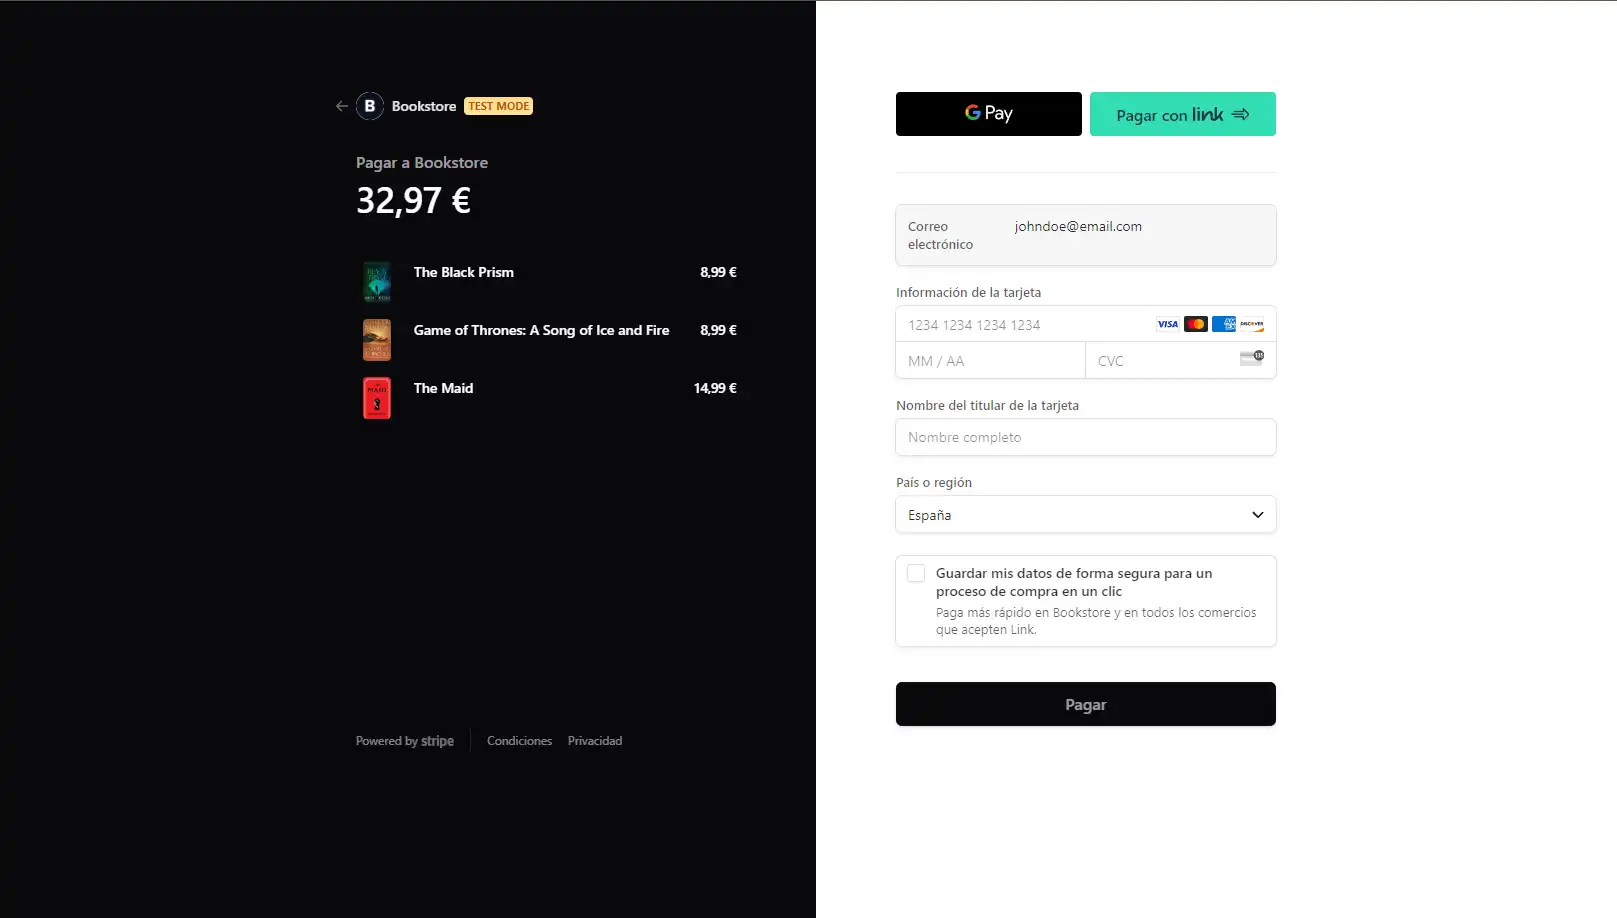 B Bookstore TEST MODE
Pagar a Bookstore
32,97 €
The Black Prism 8,99 €
Game of Thrones: A Song of Ice and Fire 8,99 €
The Maid 14,99 €
MAID
Powered by stripe Condiciones Privacidad
G Pay Pagar con link
Correo johndoe@email.com
electrónico
Información de la tarjeta
1234 1234 1234 1234 VISA DISCOVER
MM / AA CVC
Nombre del titular de la tarjeta
Nombre completo
País o región
España
Guardar mis datos de forma segura para un
proceso de compra en un clic
Paga más rápido en Bookstore y en todos los comercios
que acepten Link.
Pagar